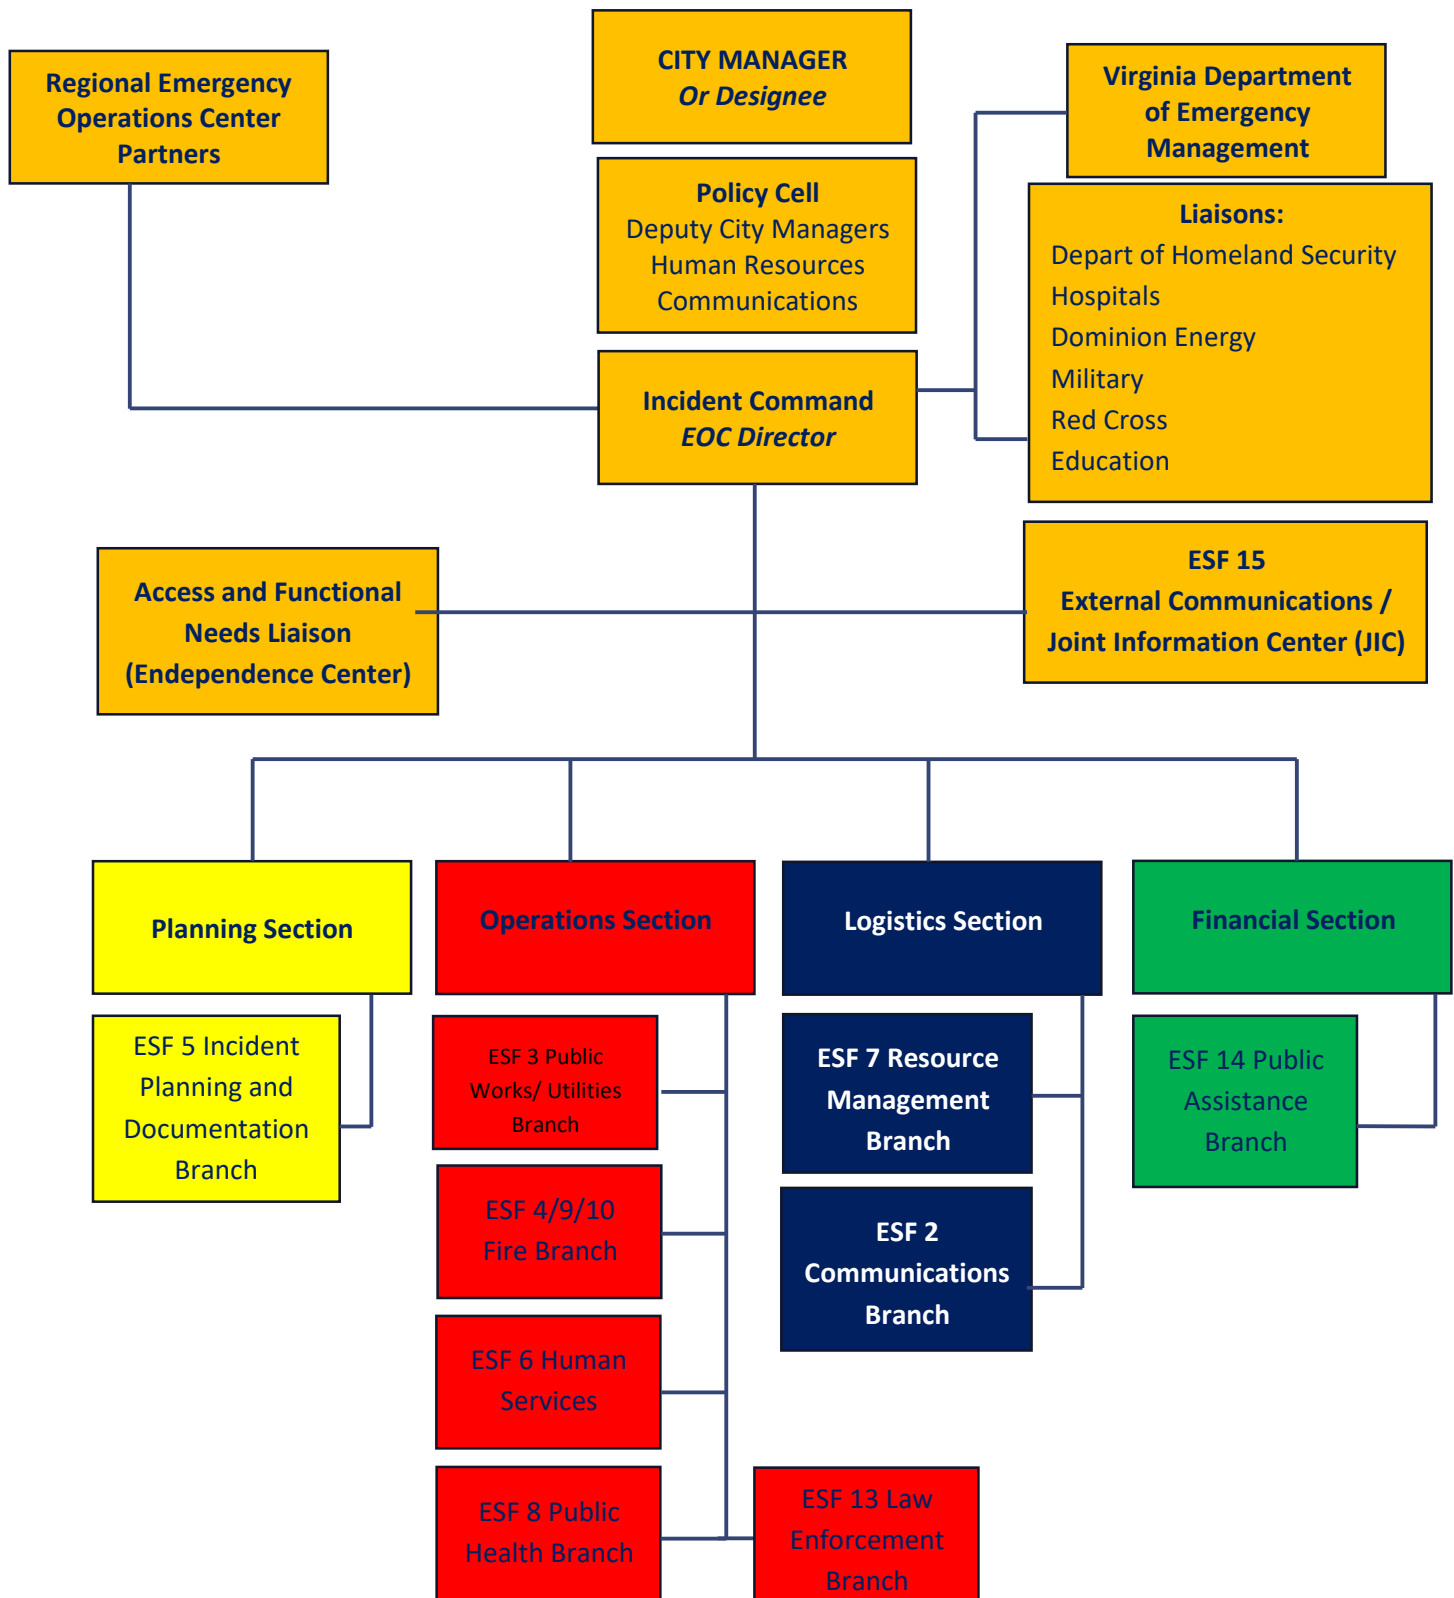 CITY MANAGER
Or Designee
Regional Emergency
Operations Center
Partners
Virginia Department
of Emergency
Management
Policy Cell
Deputy City Managers
Human Resources
Communications
Liaisons:
Depart of Homeland Security
Hospitals
Dominion Energy
Military
Red Cross
Education
Incident Command
EOC Director
Access and Functional
Needs Liaison
(Endependence Center)
ESF 15
External Communications /
Joint Information Center (JIC)
Planning Section
Operations Section
Logistics Section
Financial Section
ESF 5 Incident
Planning and
Documentation
Branch
ESF 3 Public
Works/ Utilities
Branch
ESF 4/9/10
Fire Branch
ESF 6 Human
Services
ESF 8 Public
Health Branch
ESF 13 Law
Enforcement
Branch
ESF 7 Resource
Management
Branch
ESF 2
Communications
Branch
ESF 14 Public
Assistance
Branch